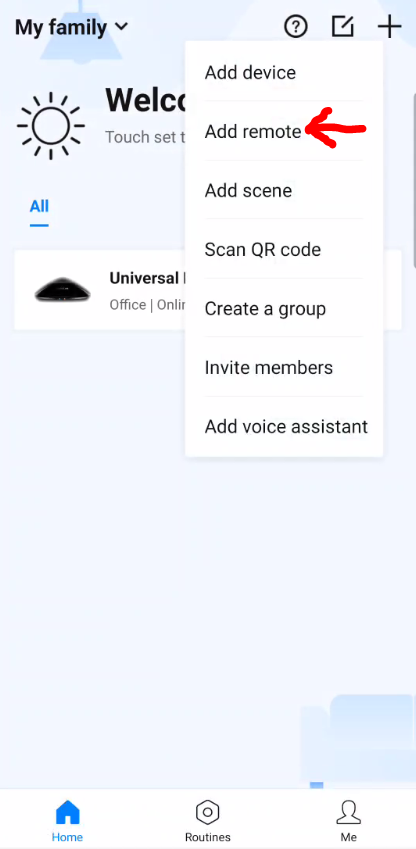 My family
Welco
Touch set t
All
Universal
Office | Onlin
Add device
Add remote
Add scene
Scan QR code
Create a group
Invite members
Add voice assistant
Home
Routines
Me